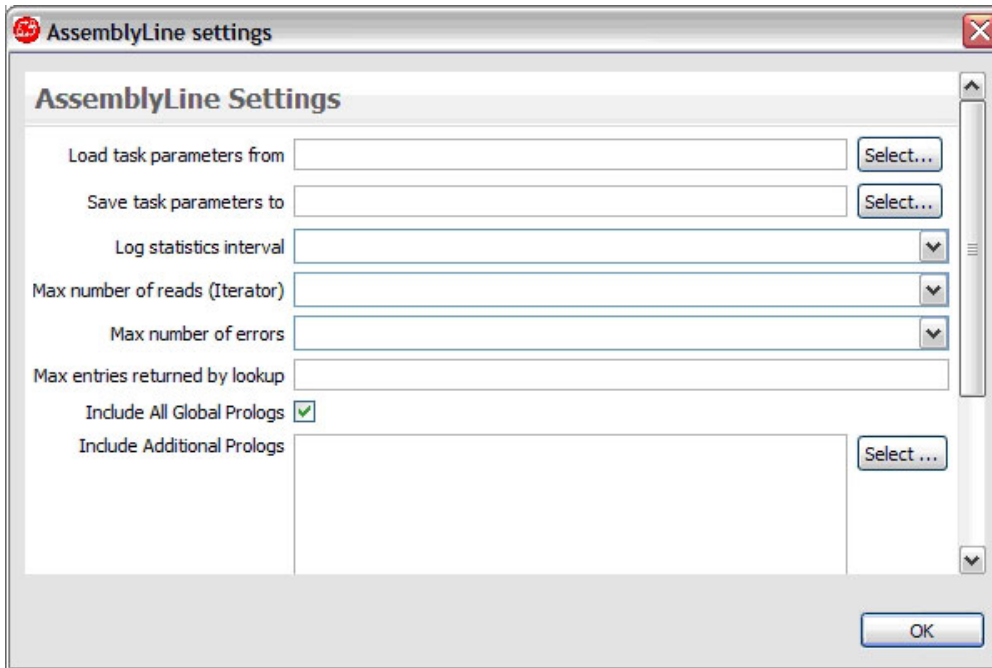 AssemblyLine settings
AssemblyLine Settings
Load task parameters from
Select...
Save task parameters to
Select...
Log statistics interval
Max number of reads (Iterator)
Max number of errors
Max entries returned by lookup
Include All Global Prologs
Include Additional Prologs
Select ...
OK